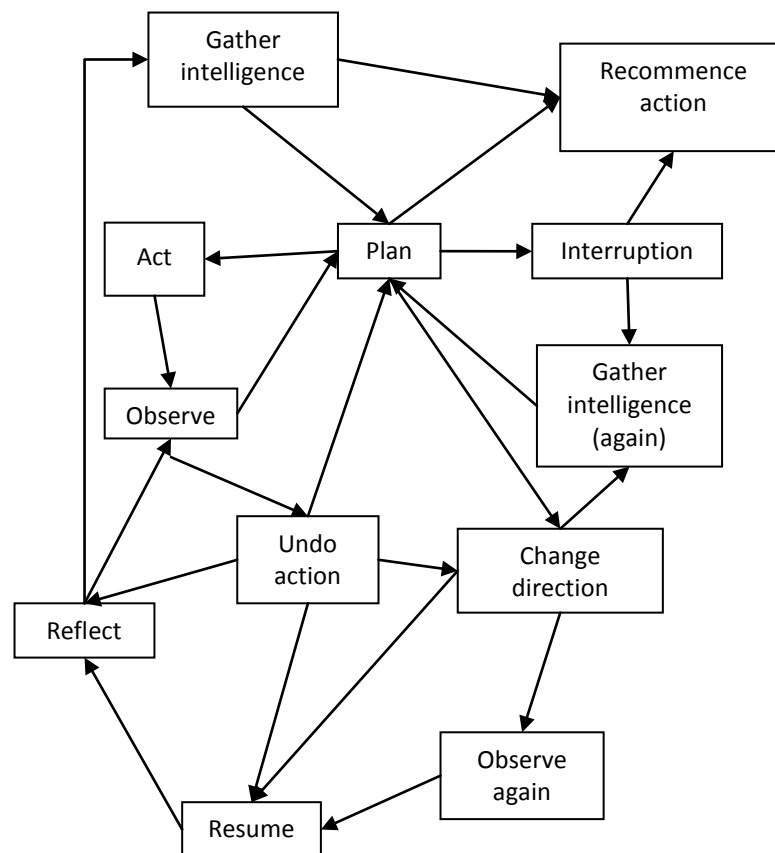 Gather
intelligence
Recommence
action
Act
Plan
Interruption
Observe
Gather
intelligence
(again)
Undo
action
Change
direction
Reflect
Observe
again
Resume